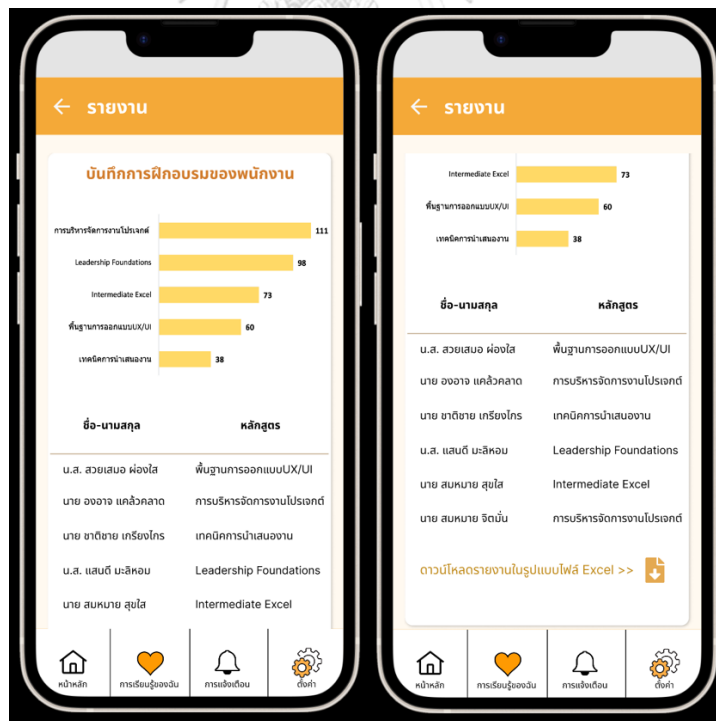 รายงาน
บันทึกการฝึกอบรมของพนักงาน
การบริหารจัดการงานโปรเจกต์ 111
Leadership Foundations 98
Intermediate Excel 73
พื้นฐานการออกแบบUX/UI 60
เทคนิคการนำเสนองาน 38
ชื่อ-นามสกุล หลักสูตร
น.ส. สวยเสมอ ผ่องใส พื้นฐานการออกแบบUX/UI
นาย องอาจ แคล้วคลาด การบริหารจัดการงานโปรเจกต์
นาย ชาติชาย เกรียงไกร เทคนิคการนำเสนองาน
น.ส. แสนดี มะลิหอม Leadership Foundations
นาย สมหมาย สุขใส Intermediate Excel
หน้าหลัก การเรียนรู้ของฉัน การแจ้งเตือน ตั้งค่า
รายงาน
Intermediate Excel 73
พื้นฐานการออกแบบUX/UI 60
เทคนิคการนำเสนองาน 38
ชื่อ-นามสกุล หลักสูตร
น.ส. สวยเสมอ ผ่องใส พื้นฐานการออกแบบUX/UI
นาย องอาจ แคล้วคลาด การบริหารจัดการงานโปรเจกต์
นาย ชาติชาย เกรียงไกร เทคนิคการนำเสนองาน
น.ส. แสนดี มะลิหอม Leadership Foundations
นาย สมหมาย สุขใส Intermediate Excel
นาย สมหมาย จิตมั่น การบริหารจัดการงานโปรเจกต์
ดาวน์โหลดรายงานในรูปแบบไฟล์ Excel >>
หน้าหลัก การเรียนรู้ของฉัน การแจ้งเตือน ตั้งค่า